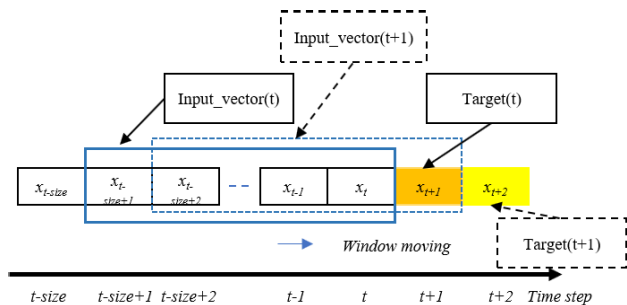 Input_vector(t+1)
Input_vector(t)
Target(t)
x_{t-size} x_{t-size+1} x_{t-size+2} x_{t-1} x_t x_{t+1} x_{t+2}
Window moving
Target(t+1)
t-size t-size+1 t-size+2 t-1 t t+1 t+2 Time step